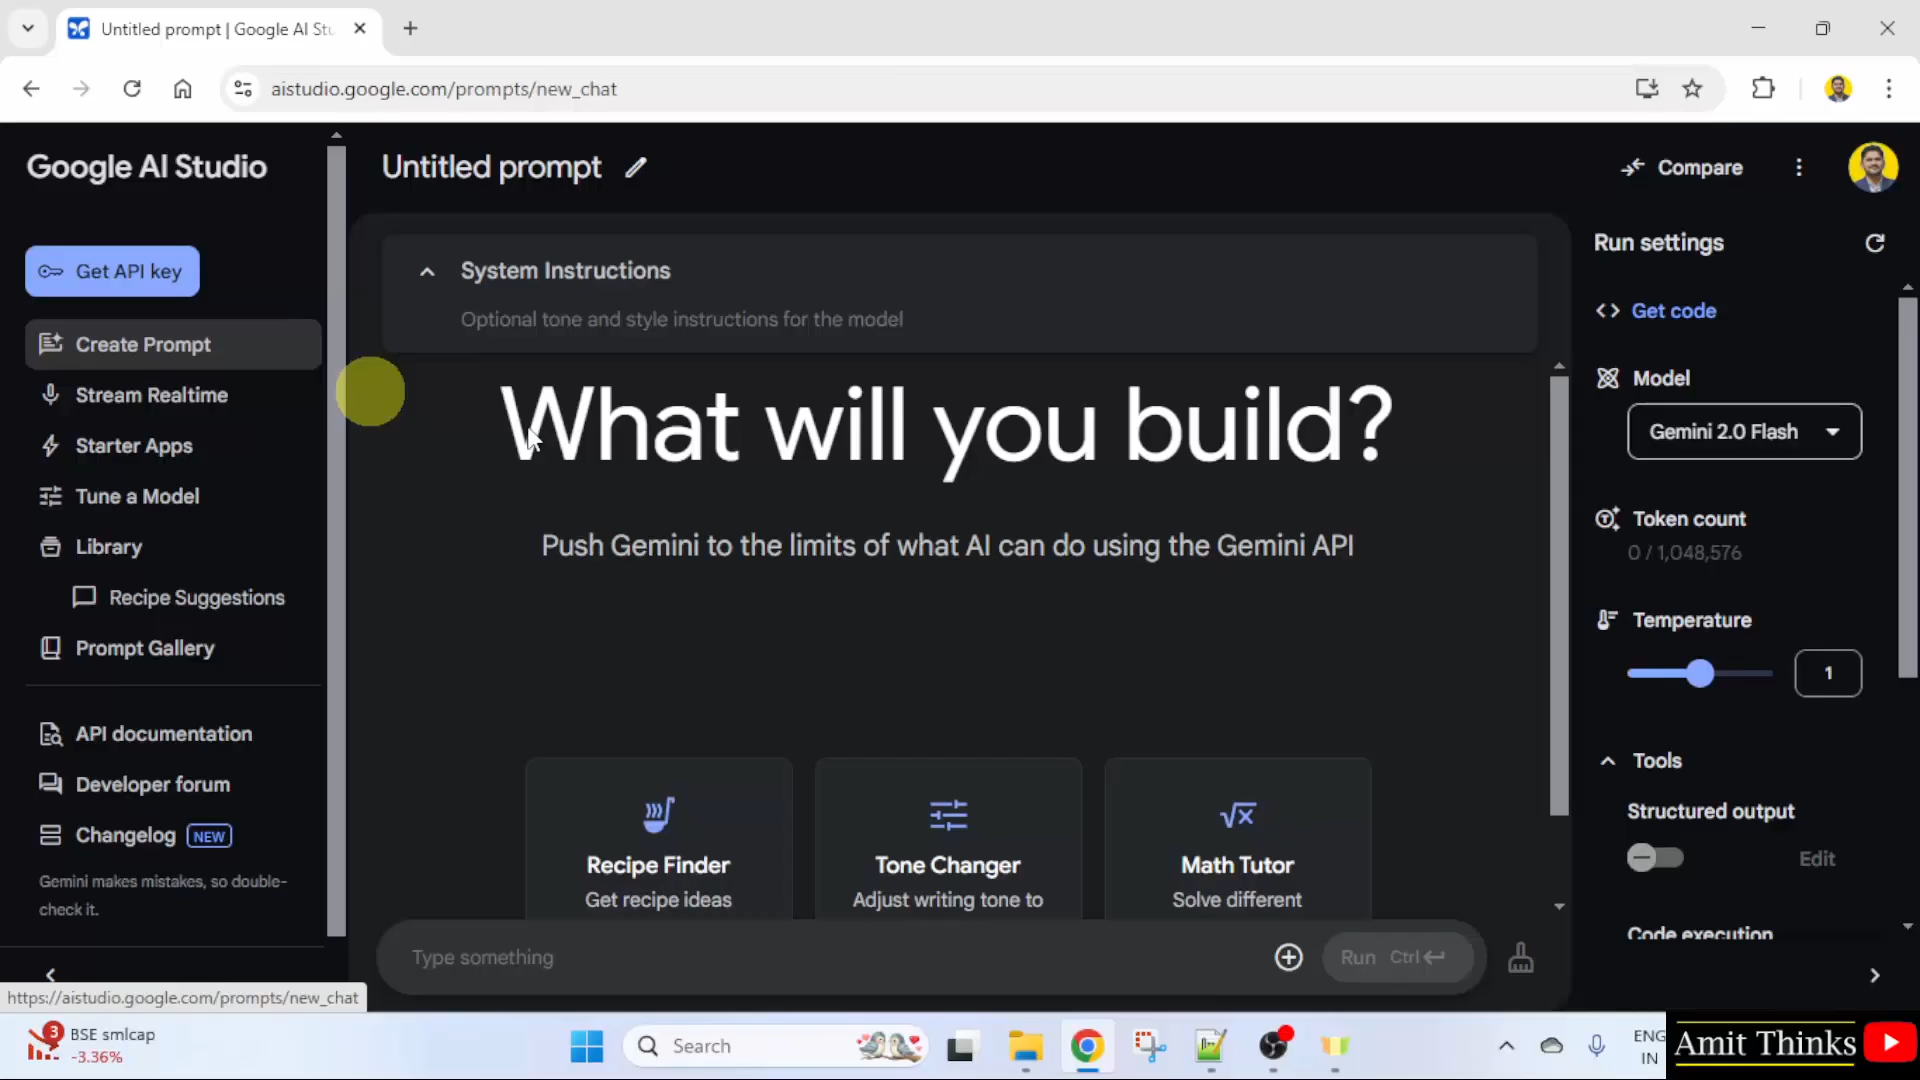 Untitled prompt | Google AI Stu
aistudio.google.com/prompts/new_chat
Google AI Studio
Untitled prompt
Compare
Get API key
Create Prompt
Stream Realtime
Starter Apps
Tune a Model
Library
Recipe Suggestions
Prompt Gallery
API documentation
Developer forum
Changelog NEW
Gemini makes mistakes, so double-
check it.
https://aistudio.google.com/prompts/new_chat
System Instructions
Optional tone and style instructions for the model
What will you build?
Push Gemini to the limits of what AI can do using the Gemini API
Recipe Finder
Get recipe ideas
Tone Changer
Adjust writing tone to
Math Tutor
Solve different
Type something
Run Ctrl
Run settings
Get code
Model
Gemini 2.0 Flash
Token count
0 / 1,048,576
Temperature
1
Tools
Structured output
Edit
Code execution
3
BSE smlcap
-3.36%
Search
ENG
IN
Amit Thinks